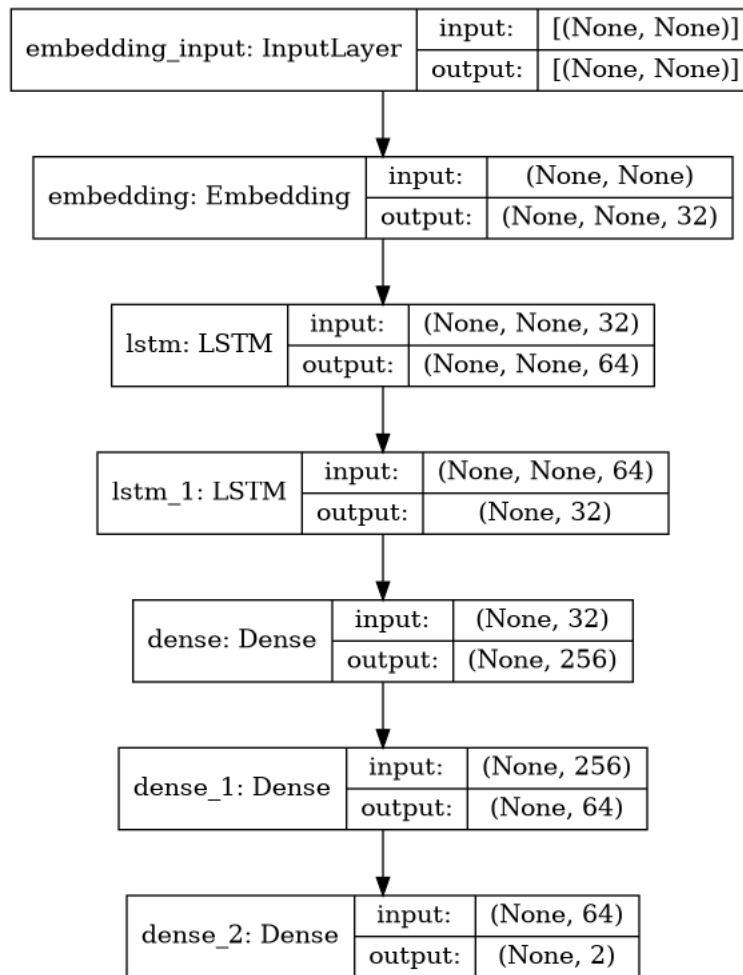 embedding_input: InputLayer
input: [(None, None)]
output: [(None, None)]
embedding: Embedding
input: (None, None)
output: (None, None, 32)
lstm: LSTM
input: (None, None, 32)
output: (None, None, 64)
lstm_1: LSTM
input: (None, None, 64)
output: (None, 32)
dense: Dense
input: (None, 32)
output: (None, 256)
dense_1: Dense
input: (None, 256)
output: (None, 64)
dense_2: Dense
input: (None, 64)
output: (None, 2)